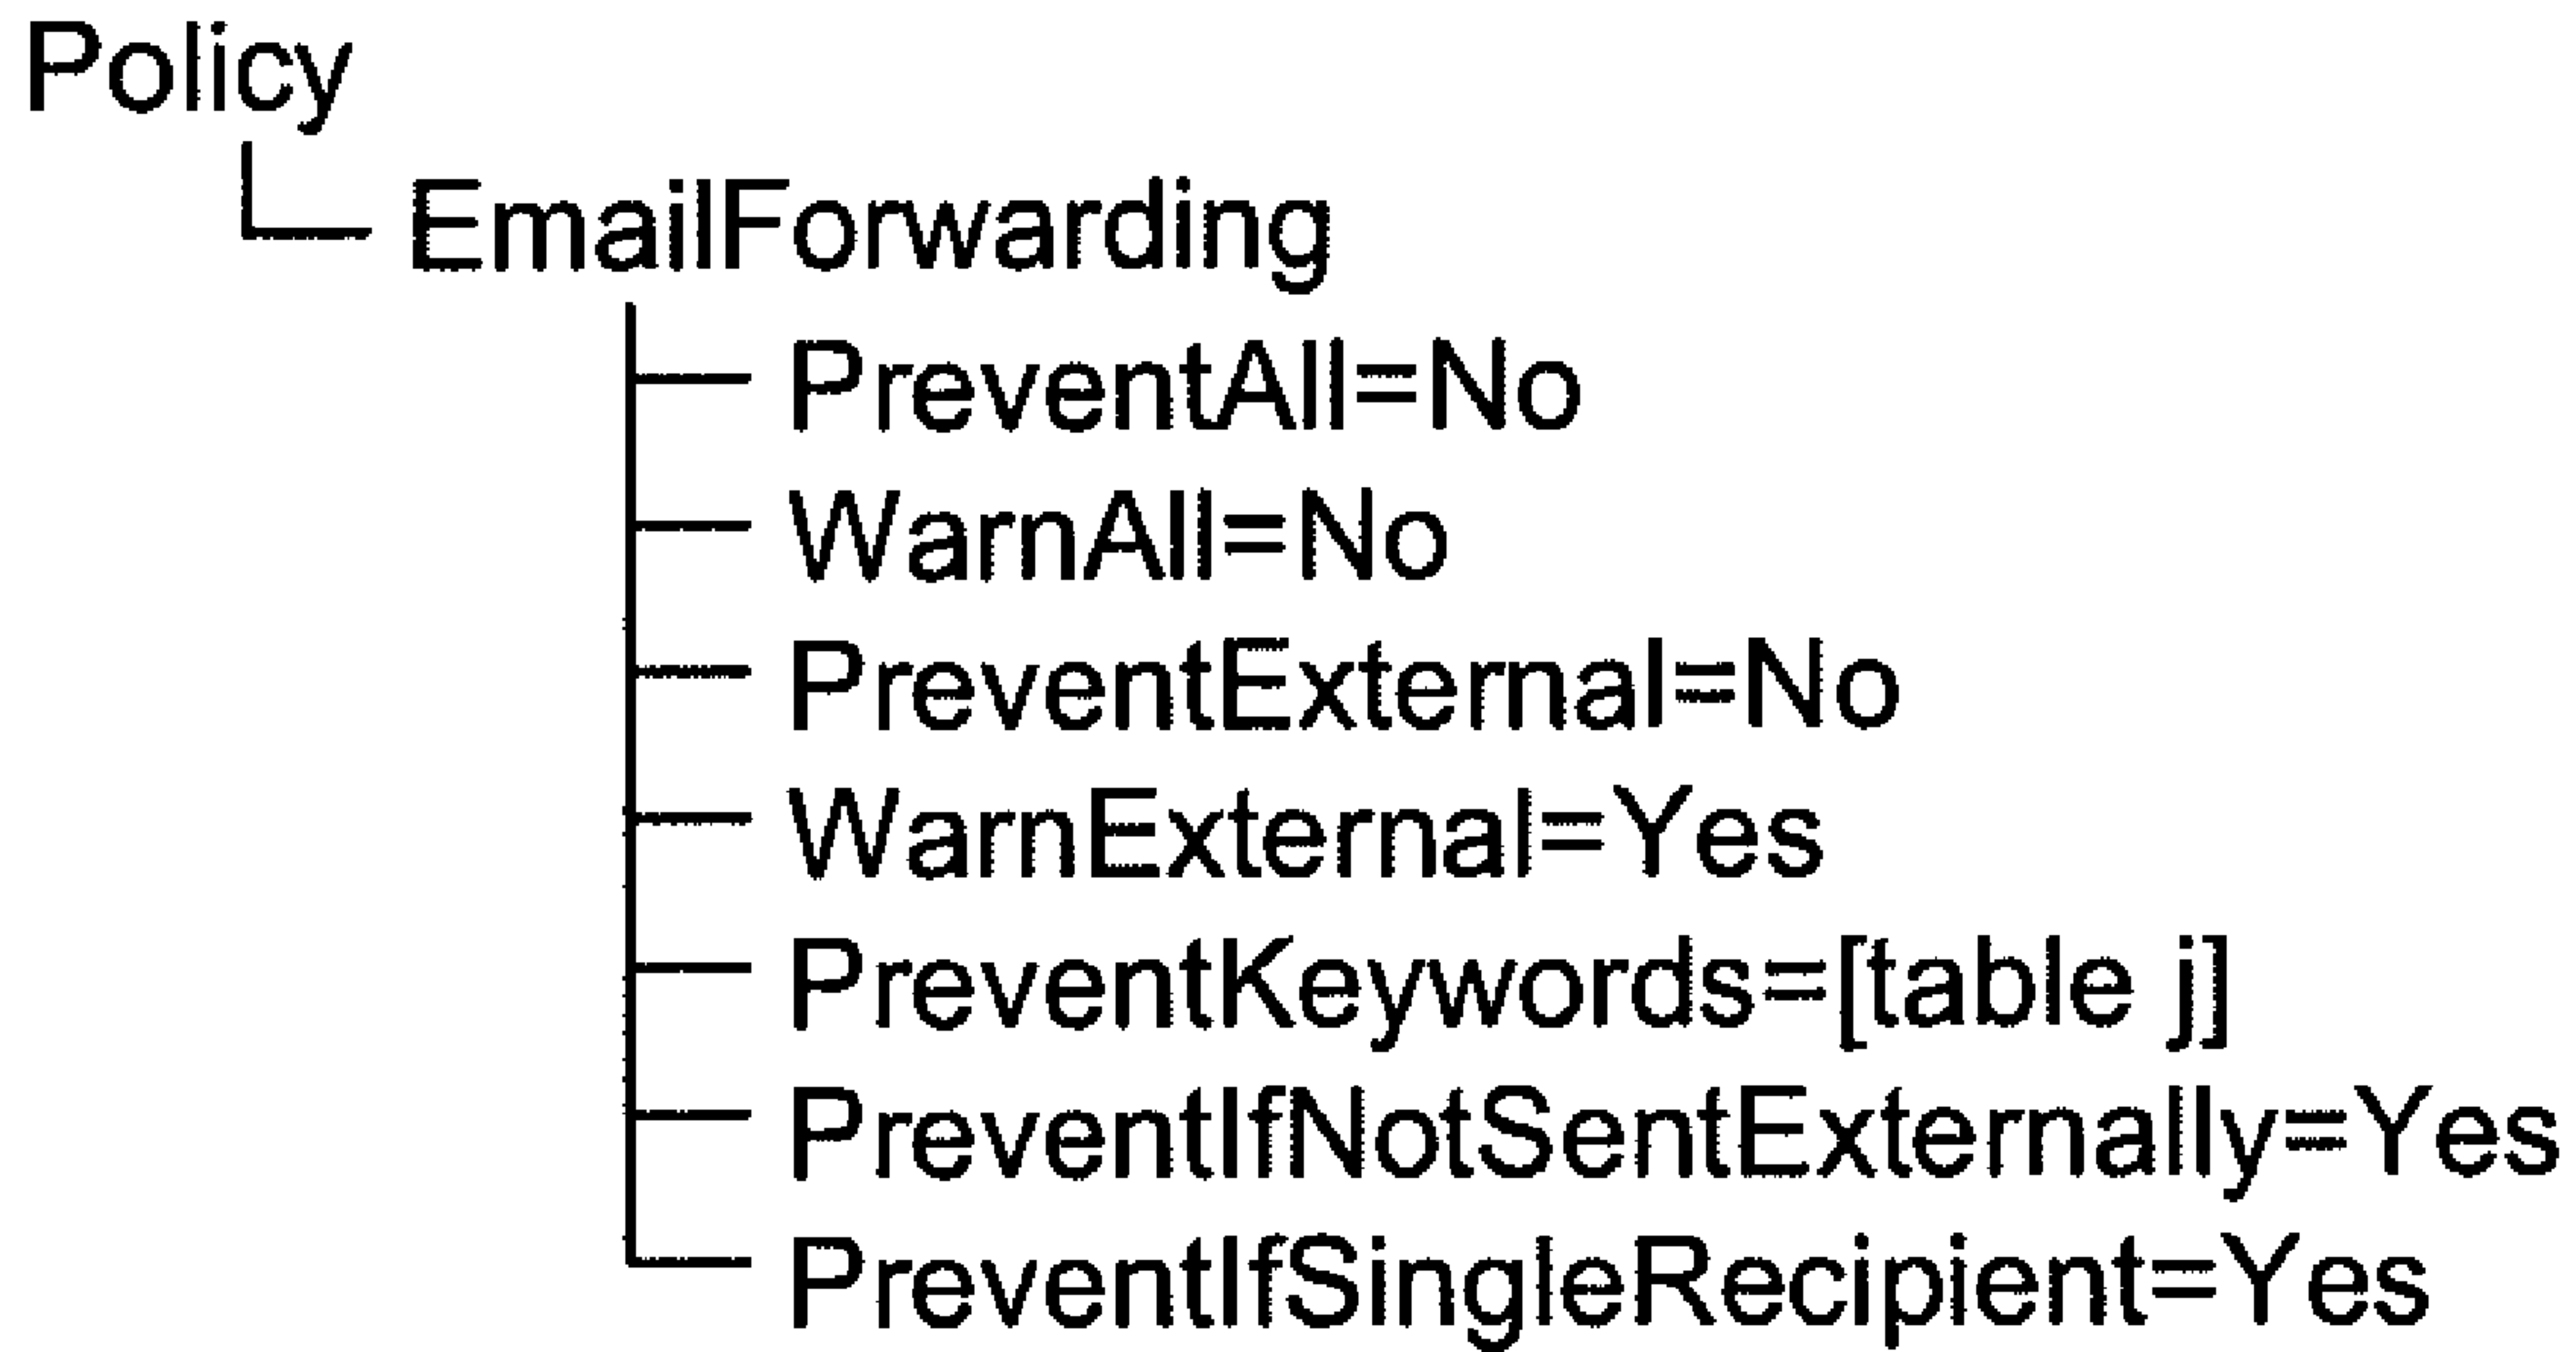 Policy
EmailForwarding
PreventAll=No
WarnAll=No
PreventExternal=No
WarnExternal=Yes
PreventKeywords=[table j]
PreventIfNotSentExternally=Yes
PreventIfSingleRecipient=Yes